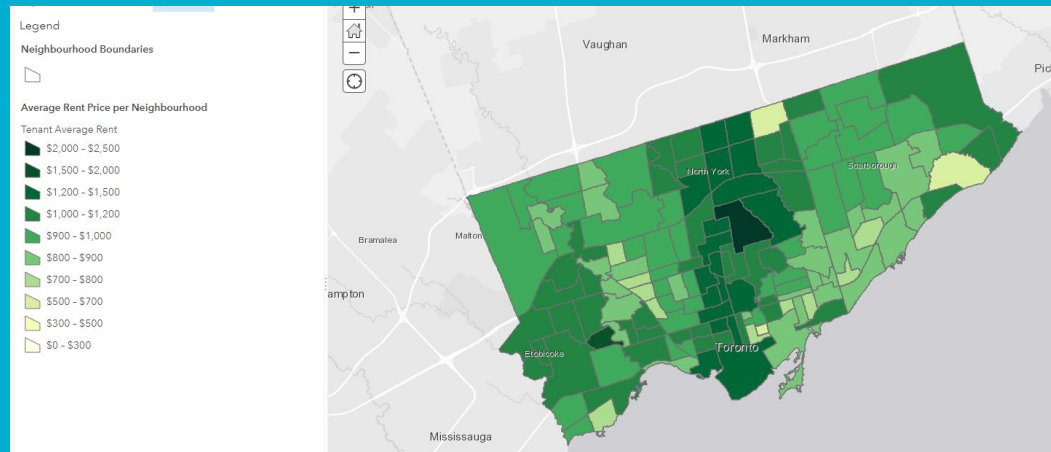 Legend
Neighbourhood Boundaries
Average Rent Price per Neighbourhood
Tenant Average Rent
$2,000 - $2,500
$1,500 - $2,000
$1,200 - $1,500
$1,000 - $1,200
$900 - $1,000
$800 - $900
$700 - $800
$500 - $700
$300 - $500
$0 - $300
+
−
Vaughan
Markham
Pic
North York
Scarborough
Bramalea
Malton
ampton
Etobicoke
Toronto
Mississauga